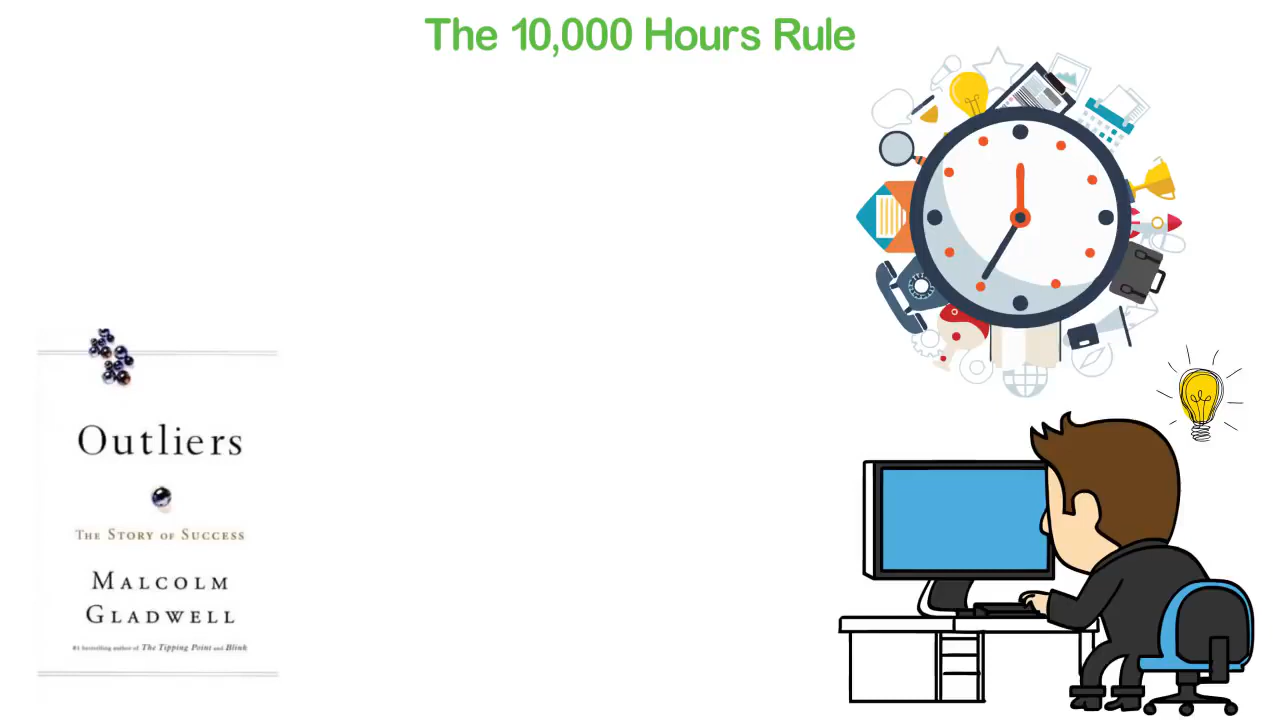 The 10,000 Hours Rule
Outliers
The Story of Success
Malcolm
Gladwell
#1 bestselling author of The Tipping Point and Blink